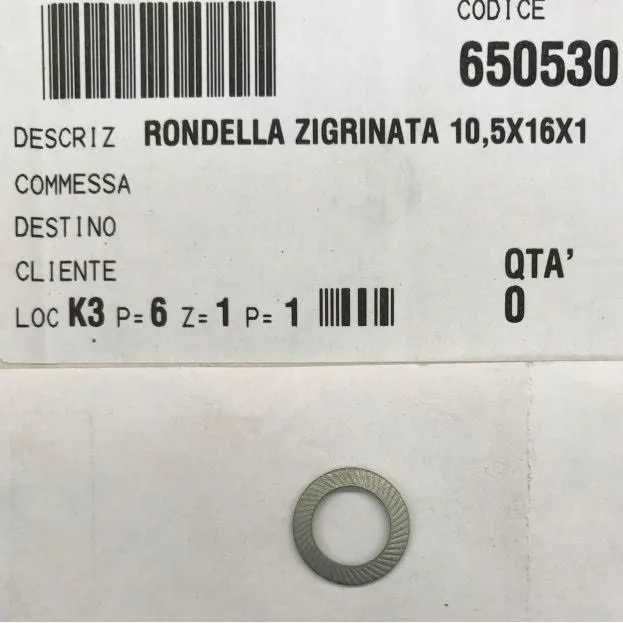 CODICE
650530
DESCRIZ RONDELLA ZIGRINATA 10,5X16X1
COMMESSA
DESTINO
CLIENTE
QTA'
LOC K3 P=6 Z=1 P=1
0